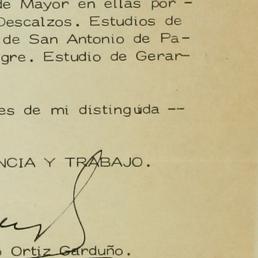 de Mayor en ellas por -
Descalzos. Estudios de
de San Antonio de Pa-
gre. Estudio de Gerar-
es de mi distinguida --
NCIA Y TRABAJO.
Ortiz Garduño.